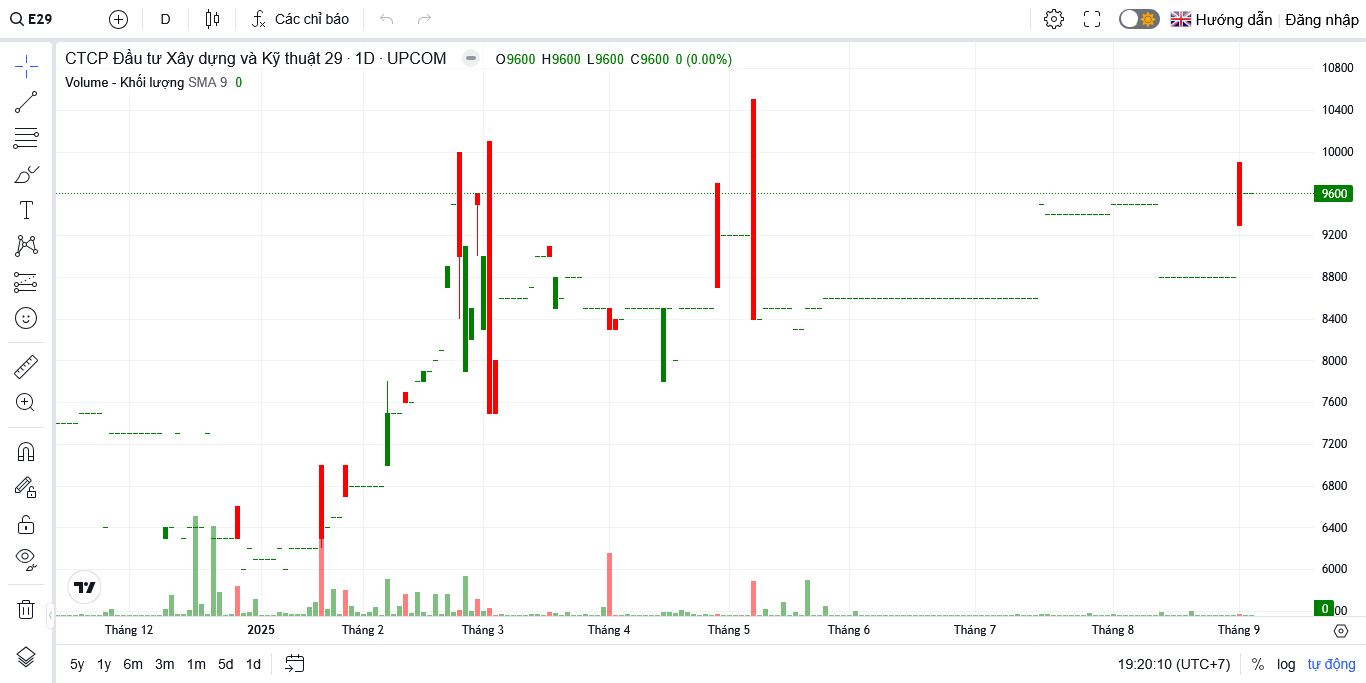 E29 D Các chỉ báo Hướng dẫn Đăng nhập
CTCP Đầu tư Xây dựng và Kỹ thuật 29 · 1D · UPCOM O9600 H9600 L9600 C9600 0 (0.00%)
Volume - Khối lượng SMA 9 0
10800
10400
10000
9600
9200
8800
8400
8000
7600
7200
6800
6400
6000
0 00
Tháng 12 2025 Tháng 2 Tháng 3 Tháng 4 Tháng 5 Tháng 6 Tháng 7 Tháng 8 Tháng 9
5y 1y 6m 3m 1m 5d 1d 19:20:10 (UTC+7) % log tự động